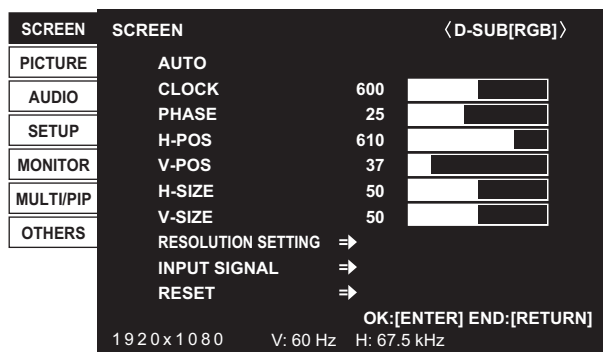 SCREEN
PICTURE
AUDIO
SETUP
MONITOR
MULTI/PIP
OTHERS
SCREEN 〈D-SUB[RGB]〉
AUTO
CLOCK 600
PHASE 25
H-POS 610
V-POS 37
H-SIZE 50
V-SIZE 50
RESOLUTION SETTING
INPUT SIGNAL
RESET
OK:[ENTER] END:[RETURN]
1920x1080 V: 60 Hz H: 67.5 kHz